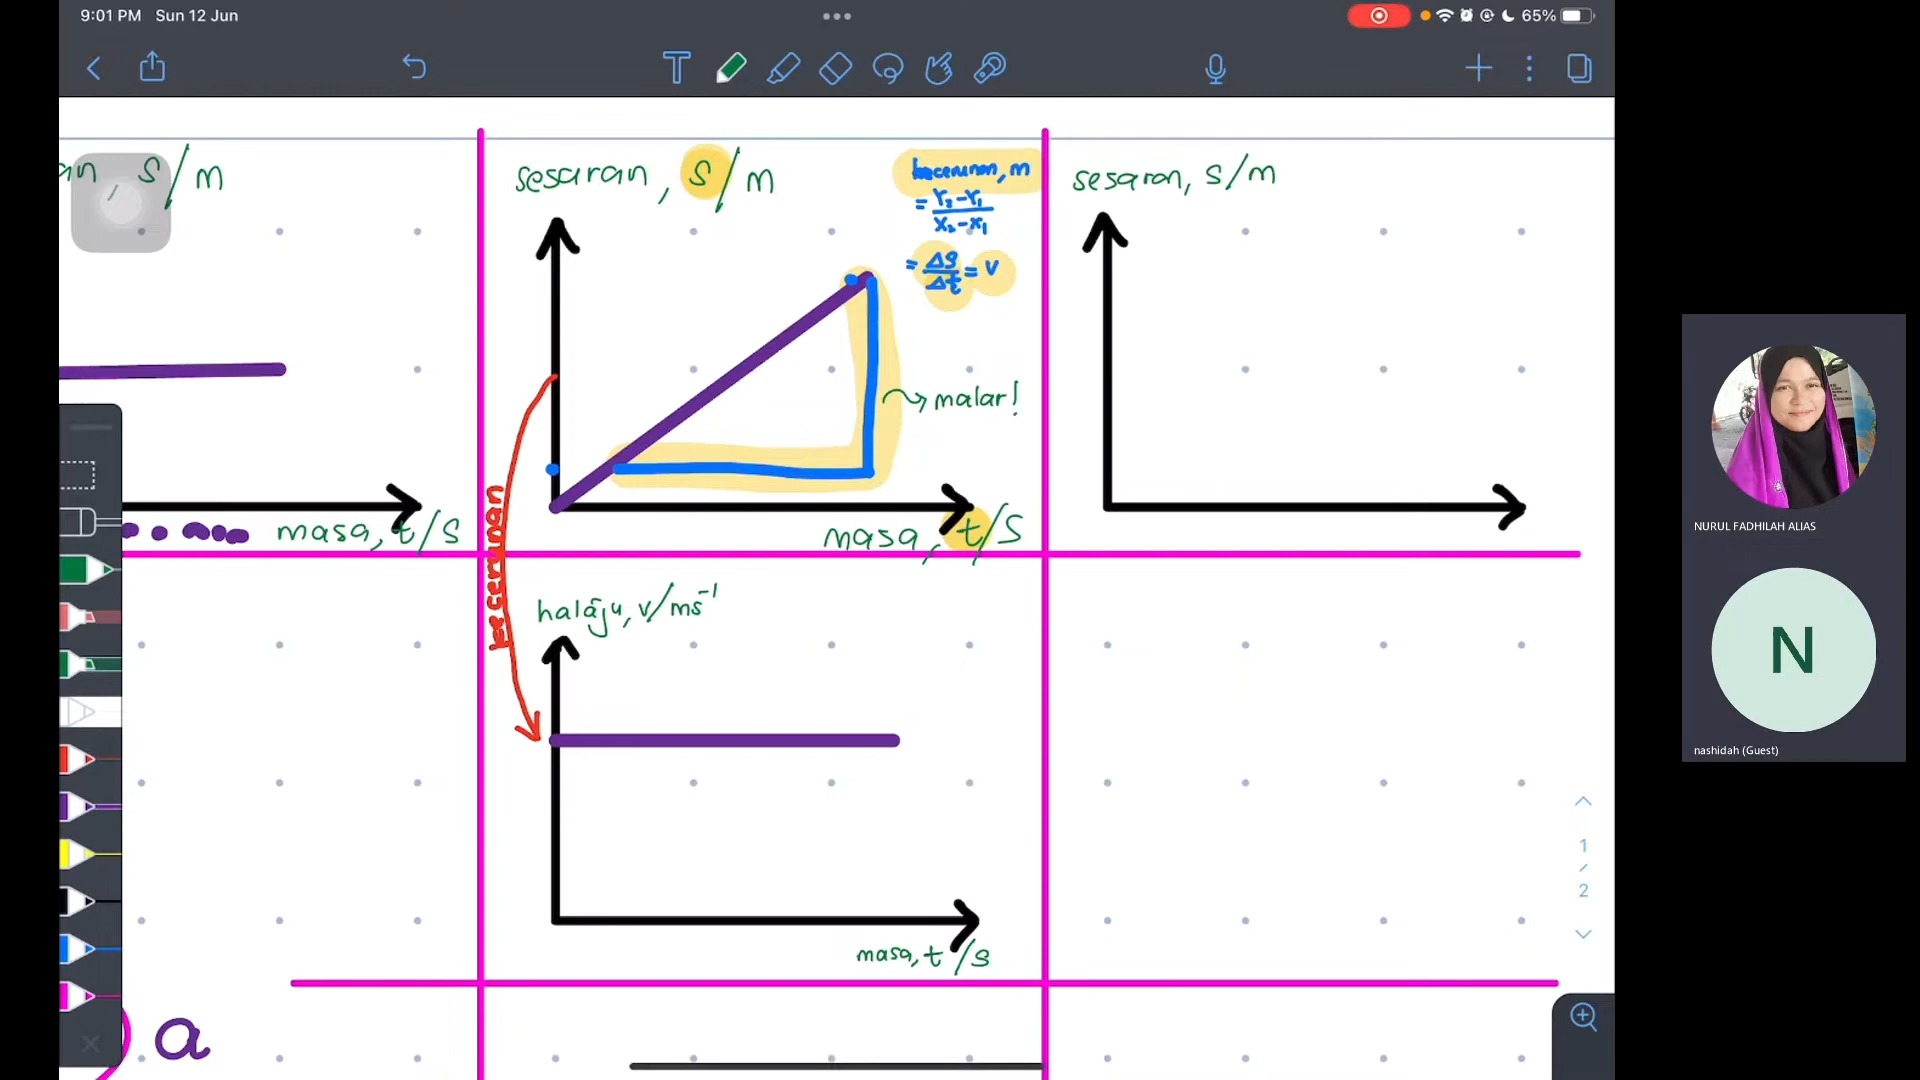 9:01 PM Sun 12 Jun
65%
an, s/m
sesaran, s/m
kecerunan, m
= Y₂-Y₁
X₂-X₁
= Δs
Δt
= v
sesaran, s/m
malar!
masa, t/s
masa, t/s
kecerunan
halaju, v/ms⁻¹
masa, t/s
a
1
/
2
NURUL FADHILAH ALIAS
N
nashidah (Guest)